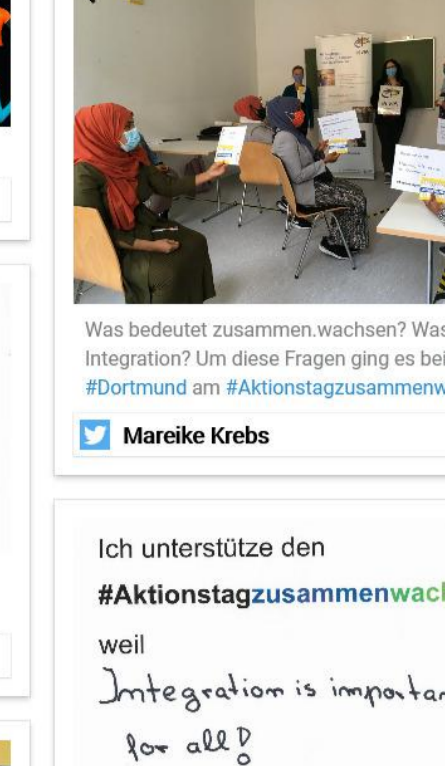 Was bedeutet zusammen.wachsen? Was
Integration? Um diese Fragen ging es bei
#Dortmund am #Aktionstagzusammenw
Mareike Krebs
Ich unterstütze den
#Aktionstagzusammenwach
weil
Integration is importan
for all!